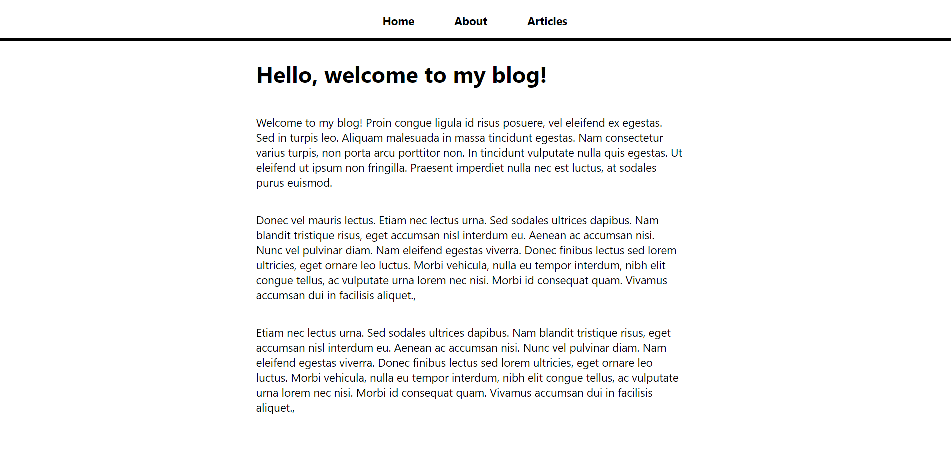 Home About Articles
Hello, welcome to my blog!
Welcome to my blog! Proin congue ligula id risus posuere, vel eleifend ex egestas.
Sed in turpis leo. Aliquam malesuada in massa tincidunt egestas. Nam consectetur
varius turpis, non porta arcu porttitor non. In tincidunt vulputate nulla quis egestas. Ut
eleifend ut ipsum non fringilla. Praesent imperdiet nulla nec est luctus, at sodales
purus euismod.
Donec vel mauris lectus. Etiam nec lectus urna. Sed sodales ultrices dapibus. Nam
blandit tristique risus, eget accumsan nisl interdum eu. Aenean ac accumsan nisi.
Nunc vel pulvinar diam. Nam eleifend egestas viverra. Donec finibus lectus sed lorem
ultricies, eget ornare leo luctus. Morbi vehicula, nulla eu tempor interdum, nibh elit
congue tellus, ac vulputate urna lorem nec nisi. Morbi id consequat quam. Vivamus
accumsan dui in facilisis aliquet.,
Etiam nec lectus urna. Sed sodales ultrices dapibus. Nam blandit tristique risus, eget
accumsan nisl interdum eu. Aenean ac accumsan nisi. Nunc vel pulvinar diam. Nam
eleifend egestas viverra. Donec finibus lectus sed lorem ultricies, eget ornare leo
luctus. Morbi vehicula, nulla eu tempor interdum, nibh elit congue tellus, ac vulputate
urna lorem nec nisi. Morbi id consequat quam. Vivamus accumsan dui in facilisis
aliquet.,